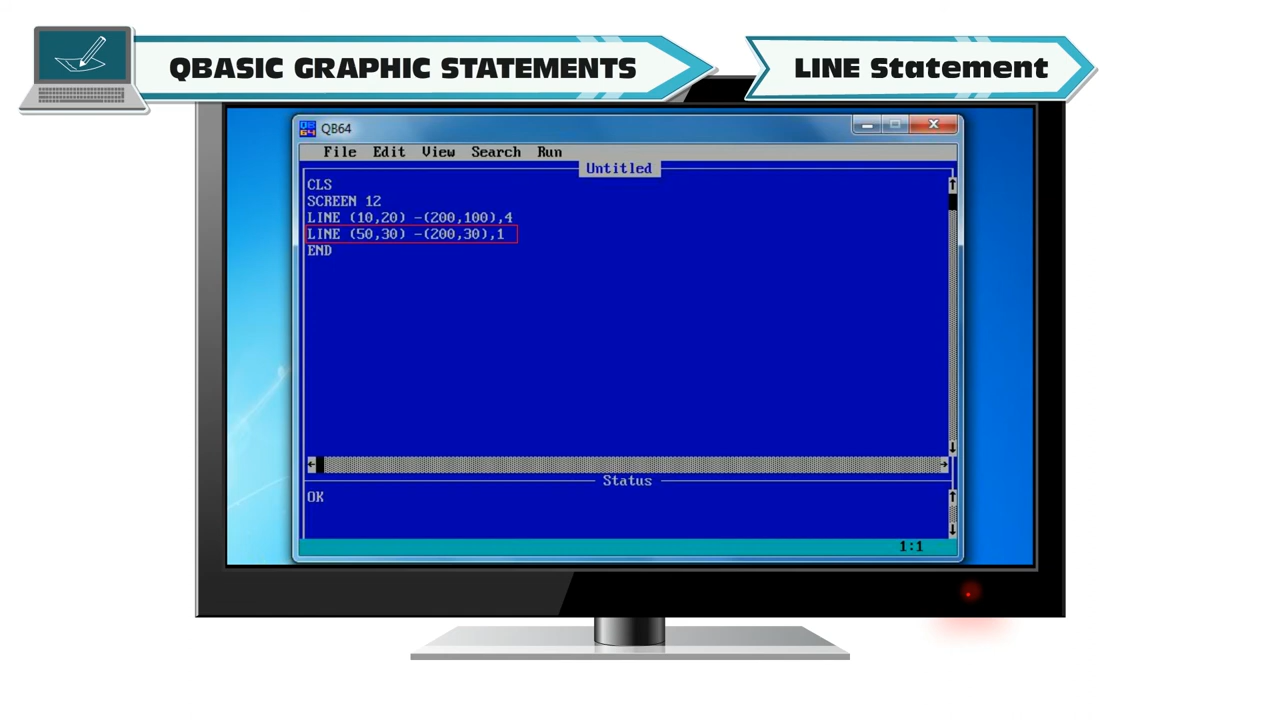 QBASIC GRAPHIC STATEMENTS
LINE Statement
QB64
File Edit View Search Run
Untitled
CLS
SCREEN 12
LINE (10,20) -(200,100),4
LINE (50,30) -(200,30),1
END
Status
OK
1:1